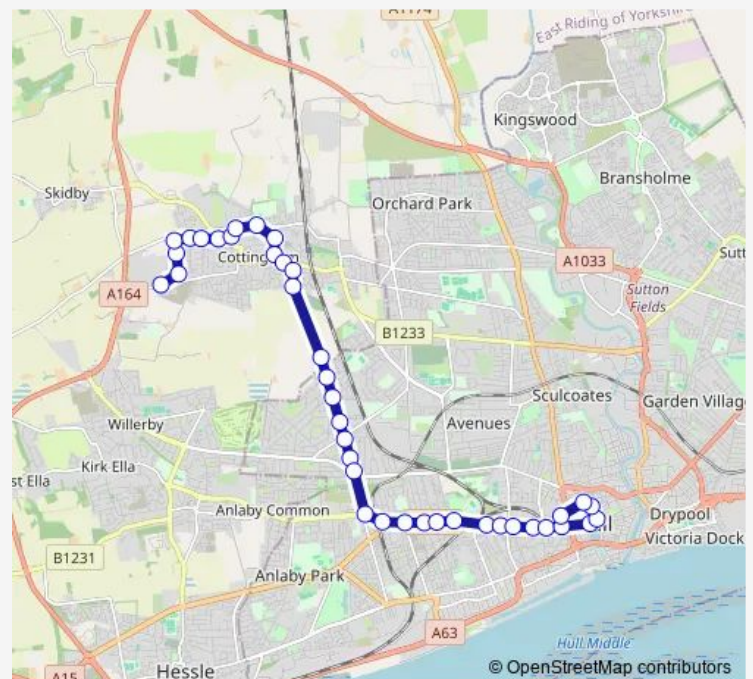 A1174
East Riding of Yorkshire
Kingswood
Bransholme
Skidby
Orchard Park
A1033
Sutton
Fields
A164
B1233
Sculcoates
Garden Villag
Willerby
Avenues
Kirk Ella
st Ella
Anlaby Common
Drypool
Victoria Dock
B1231
Anlaby Park
A63
Hull Middle
A15
Hessle
© OpenStreetMap contributors